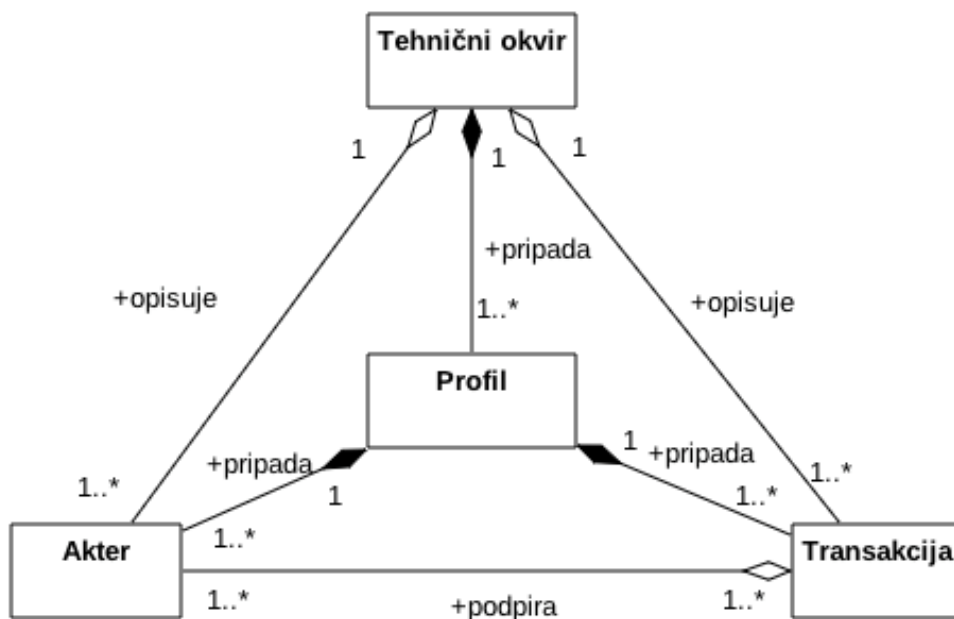 Tehnični okvir
1
1
1
+pripada
+opisuje
+opisuje
1..*
Profil
1
+pripada
+pripada
1..*
1
1..*
1..*
1..*
Akter
Transakcija
1..*
+podpira
1..*